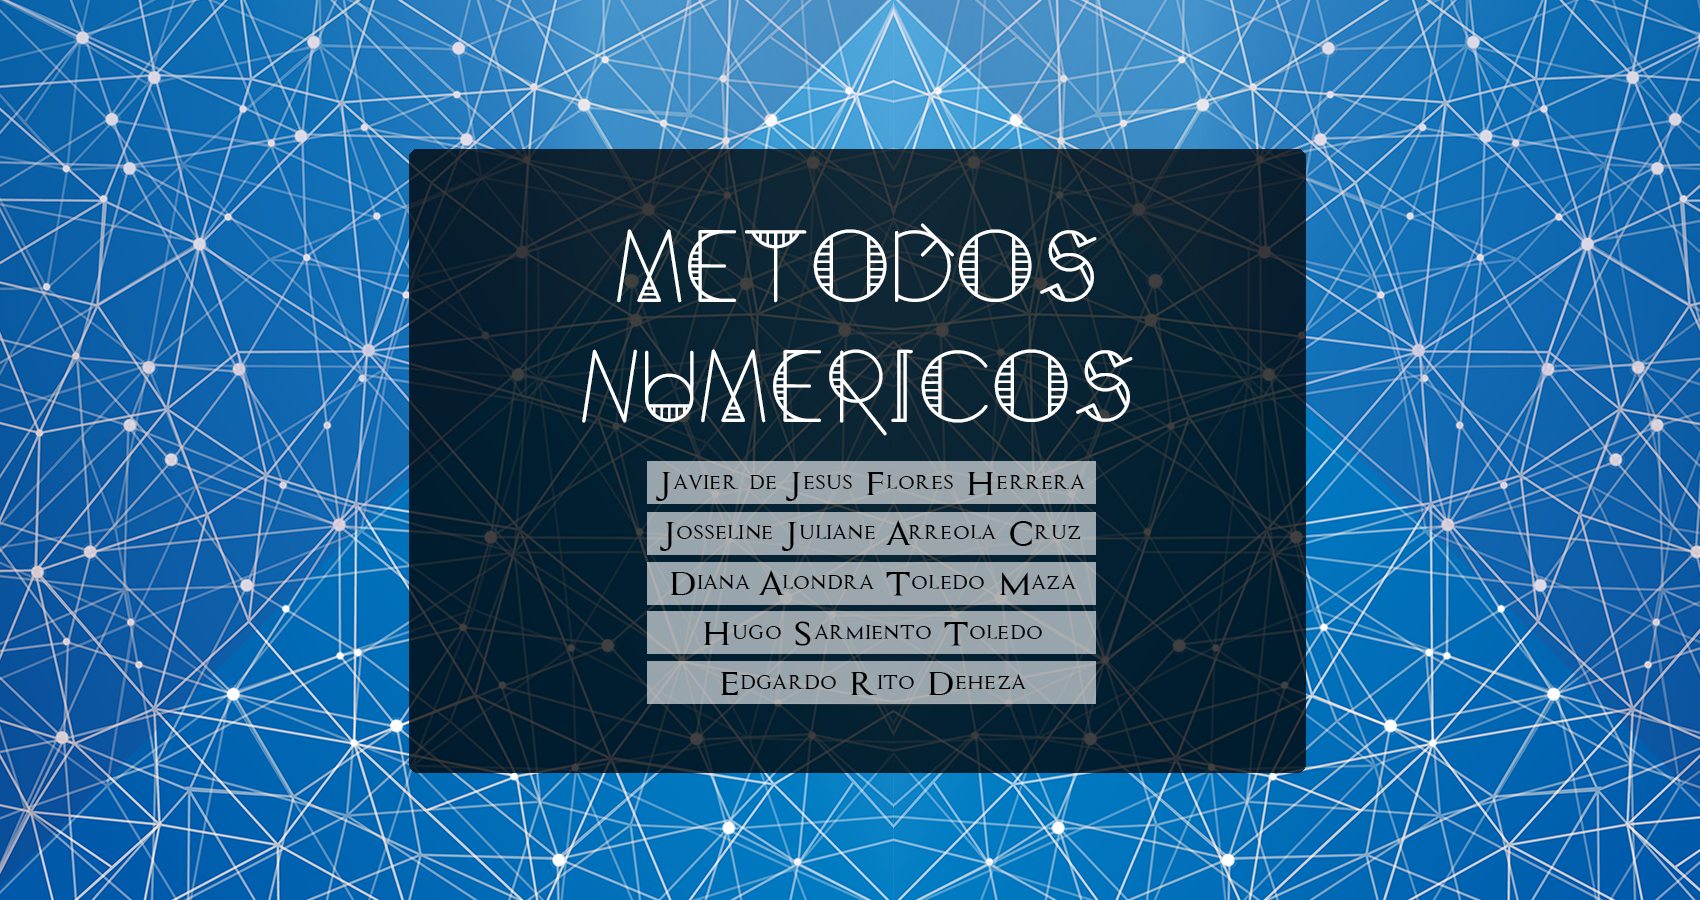 METODOS
NUMERICOS
Javier de Jesus Flores Herrera
Josseline Juliane Arreola Cruz
Diana Alondra Toledo Maza
Hugo Sarmiento Toledo
Edgardo Rito Deheza